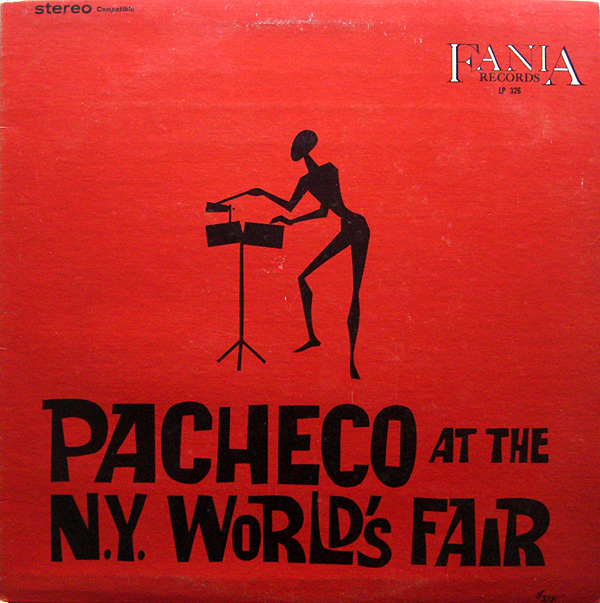 stereo Compatible
FANIA
RECORDS
LP 326
PACHECO AT THE
N.Y. WORLD'S FAIR